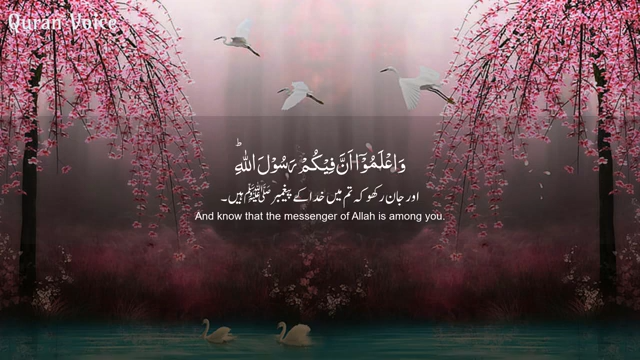 Quran Voice
وَاعْلَمُوْٓا اَنَّ فِيْكُمْ رَسُوْلَ اللّٰهِ ؕ
اور جان رکھو کہ تم میں خدا کے پیغمبر ﷺ ہیں۔
And know that the messenger of Allah is among you.